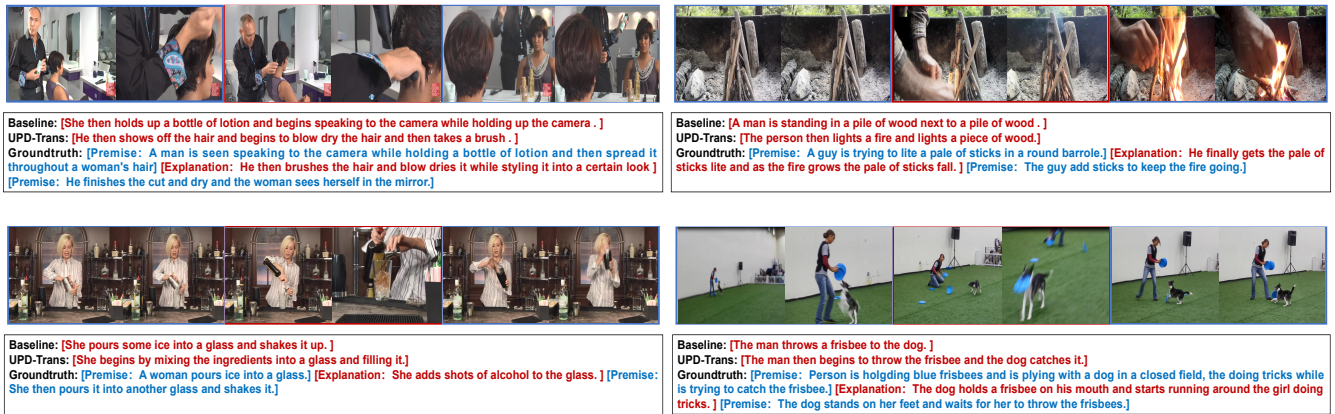 Baseline: [She then holds up a bottle of lotion and begins speaking to the camera while holding up the camera . ]
UPD-Trans: [He then shows off the hair and begins to blow dry the hair and then takes a brush . ]
Groundtruth: [Premise: A man is seen speaking to the camera while holding a bottle of lotion and then spread it
throughout a woman's hair] [Explanation: He then brushes the hair and blow dries it while styling it into a certain look ]
[Premise: He finishes the cut and dry and the woman sees herself in the mirror.]
Baseline: [A man is standing in a pile of wood next to a pile of wood . ]
UPD-Trans: [The person then lights a fire and lights a piece of wood.]
Groundtruth: [Premise: A guy is trying to lite a pale of sticks in a round barrole.] [Explanation: He finally gets the pale of
sticks lite and as the fire grows the pale of sticks fall. ] [Premise: The guy add sticks to keep the fire going.]
Baseline: [She pours some ice into a glass and shakes it up. ]
UPD-Trans: [She begins by mixing the ingredients into a glass and filling it.]
Groundtruth: [Premise: A woman pours ice into a glass.] [Explanation: She adds shots of alcohol to the glass. ] [Premise:
She then pours it into another glass and shakes it.]
Baseline: [The man throws a frisbee to the dog. ]
UPD-Trans: [The man then begins to throw the frisbee and the dog catches it.]
Groundtruth: [Premise: Person is holgding blue frisbees and is plying with a dog in a closed field, the doing tricks while
is trying to catch the frisbee.] [Explanation: The dog holds a frisbee on his mouth and starts running around the girl doing
tricks. ] [Premise: The dog stands on her feet and waits for her to throw the frisbees.]